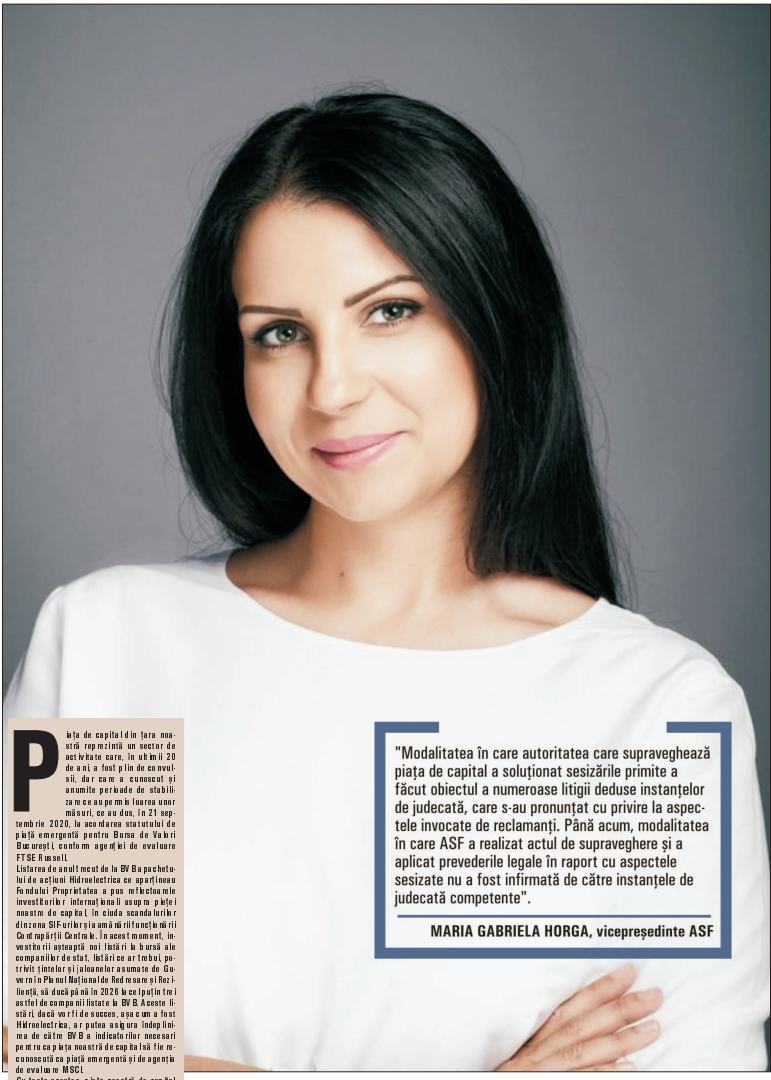 Piața de capital din țara noa-
stră reprezintă un sector de
activitate care, în ultimii 20
de ani, a fost plin de convul-
sii, dar care a cunoscut și
anumite perioade de stabili-
zare ce au permis luarea unor
măsuri, ce au dus, în 21 sep-
tembrie 2020, la acordarea statutului de
piață emergentă pentru Bursa de Valori
București, conform agenției de evaluare
FTSE Russell.
Listarea de anul trecut de la BVB a pachetu-
lui de acțiuni Hidroelectrica ce aparțineau
Fondului Proprietatea a pus reflectoarele
investitorilor internaționali asupra pieței
noastre de capital, în ciuda scandalurilor
din zona SIF-urilor și a amânării funcționării
Contrapărții Centrale. În acest moment, in-
vestitorii așteaptă noi listări la bursă ale
companiilor de stat, listări ce ar trebui, po-
trivit țintelor și jaloanelor asumate de Gu-
vern în Planul Național de Redresare și Rezi-
liență, să ducă până în 2026 la cel puțin trei
astfel de companii listate la BVB. Aceste li-
stări, dacă vor fi de succes, așa cum a fost
Hidroelectrica, ar putea asigura îndeplini-
rea de către BVB a indicatorilor necesari
pentru ca piața noastră de capital să fie re-
cunoscută ca piață emergentă și de agenția
de evaluare MSCI.
"Modalitatea în care autoritatea care supraveghează
piața de capital a soluționat sesizările primite a
făcut obiectul a numeroase litigii deduse instanțelor
de judecată, care s-au pronunțat cu privire la aspec-
tele invocate de reclamanți. Până acum, modalitatea
în care ASF a realizat actul de supraveghere și a
aplicat prevederile legale în raport cu aspectele
sesizate nu a fost infirmată de către instanțele de
judecată competente".
MARIA GABRIELA HORGA, vicepreședinte ASF